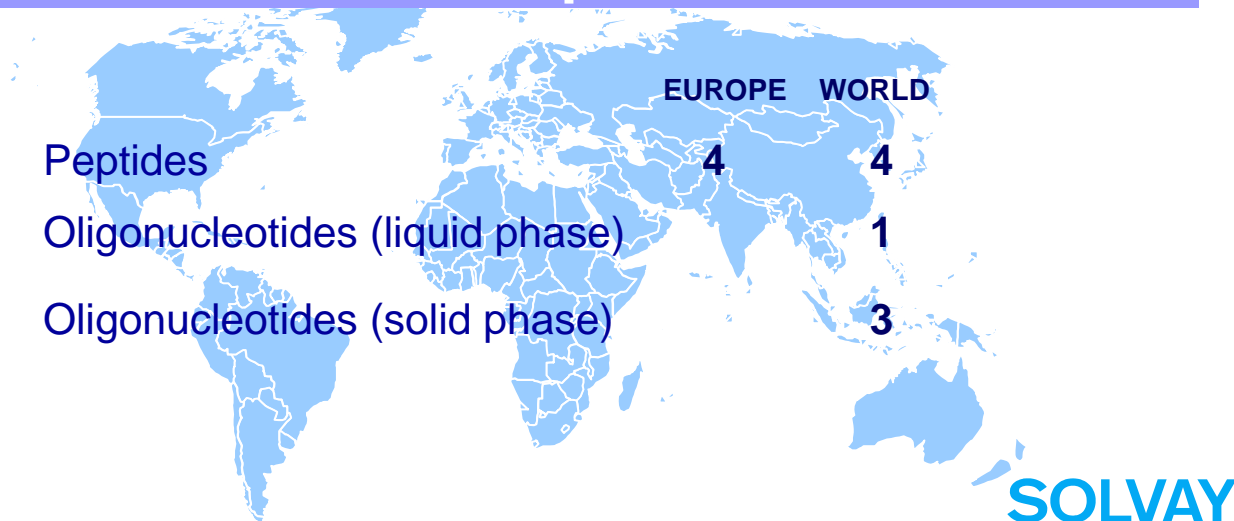 EUROPE WORLD
Peptides 4 4
Oligonucleotides (liquid phase) 1
Oligonucleotides (solid phase) 3
SOLVAY